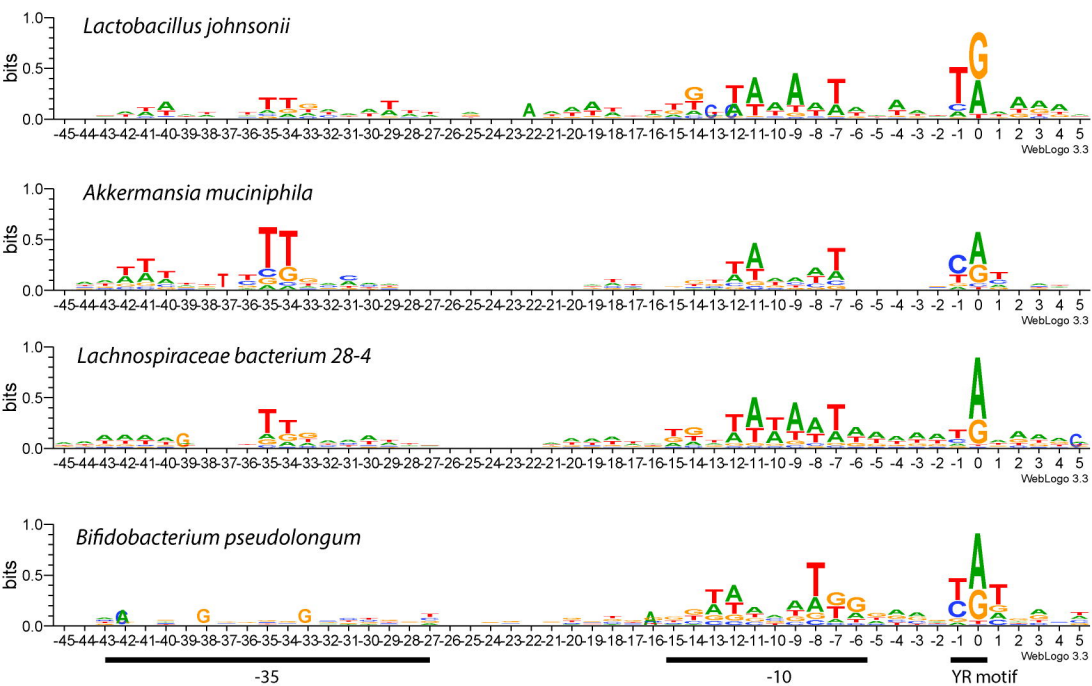 Lactobacillus johnsonii
1.0
0.5
0.0
bits
-45 -44 -43 -42 -41 -40 -39 -38 -37 -36 -35 -34 -33 -32 -31 -30 -29 -28 -27 -26 -25 -24 -23 -22 -21 -20 -19 -18 -17 -16 -15 -14 -13 -12 -11 -10 -9 -8 -7 -6 -5 -4 -3 -2 -1 0 1 2 3 4 5
WebLogo 3.3
Akkermansia muciniphila
1.0
0.5
0.0
bits
-45 -44 -43 -42 -41 -40 -39 -38 -37 -36 -35 -34 -33 -32 -31 -30 -29 -28 -27 -26 -25 -24 -23 -22 -21 -20 -19 -18 -17 -16 -15 -14 -13 -12 -11 -10 -9 -8 -7 -6 -5 -4 -3 -2 -1 0 1 2 3 4 5
WebLogo 3.3
Lachnospiraceae bacterium 28-4
1.0
0.5
0.0
bits
-45 -44 -43 -42 -41 -40 -39 -38 -37 -36 -35 -34 -33 -32 -31 -30 -29 -28 -27 -26 -25 -24 -23 -22 -21 -20 -19 -18 -17 -16 -15 -14 -13 -12 -11 -10 -9 -8 -7 -6 -5 -4 -3 -2 -1 0 1 2 3 4 5
WebLogo 3.3
Bifidobacterium pseudolongum
1.0
0.5
0.0
bits
-45 -44 -43 -42 -41 -40 -39 -38 -37 -36 -35 -34 -33 -32 -31 -30 -29 -28 -27 -26 -25 -24 -23 -22 -21 -20 -19 -18 -17 -16 -15 -14 -13 -12 -11 -10 -9 -8 -7 -6 -5 -4 -3 -2 -1 0 1 2 3 4 5
WebLogo 3.3
-35 -10 YR motif